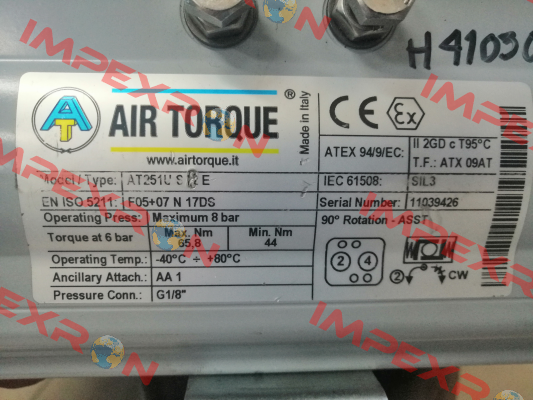 H 41030
AIR TORQUE ®
www.airtorque.it
Made in Italy
CE Ex
ATEX 94/9/EC: II 2GD c T95°C
T.F.: ATX 09AT
Model / Type: AT251U S E
IEC 61508: SIL3
EN ISO 5211: F05+07 N 17DS
Serial Number: 11039426
Operating Press: Maximum 8 bar
90° Rotation - ASST
Torque at 6 bar
Max. Nm 65,8
Min. Nm 44
2 4
2 CW
Operating Temp.: -40°C ÷ +80°C
Ancillary Attach.: AA 1
Pressure Conn.: G1/8"
IMPEXRON
IMPEXRON
IMPEXRON
IMPEXRON
IMPEXRON